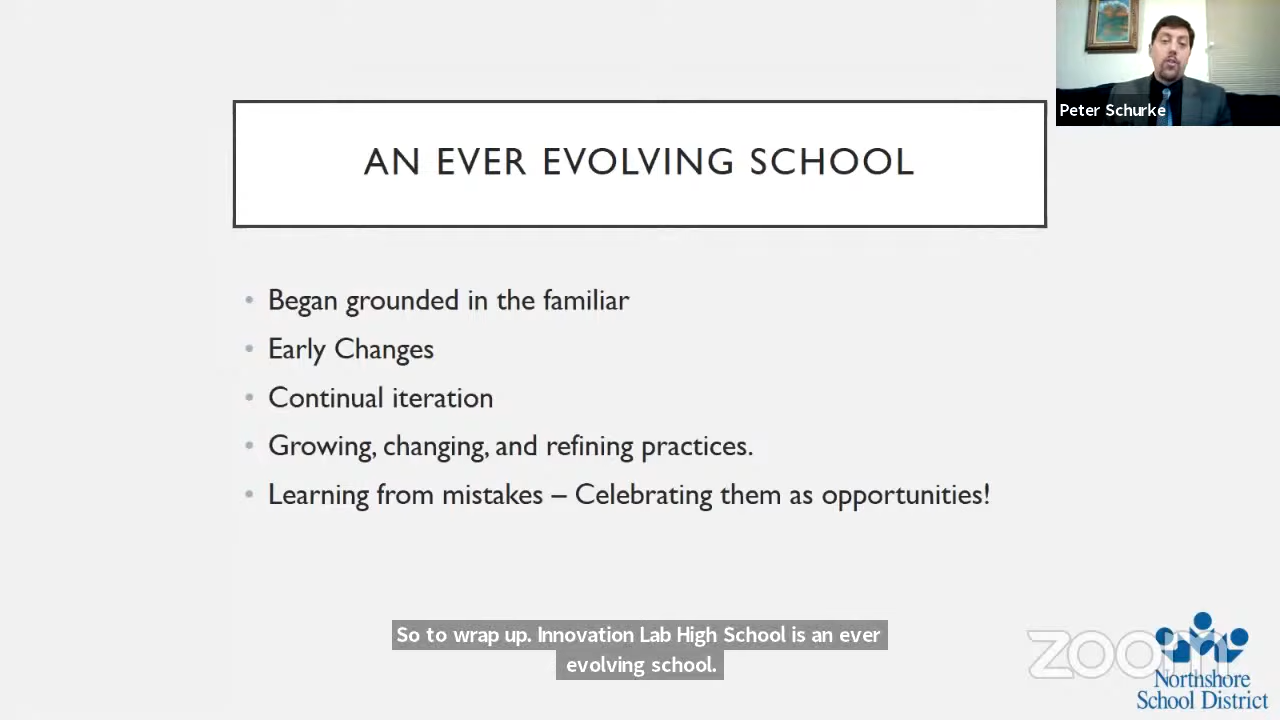 Peter Schurke
AN EVER EVOLVING SCHOOL
• Began grounded in the familiar
• Early Changes
• Continual iteration
• Growing, changing, and refining practices.
• Learning from mistakes – Celebrating them as opportunities!
So to wrap up. Innovation Lab High School is an ever
evolving school.
zoom
Northshore
School District